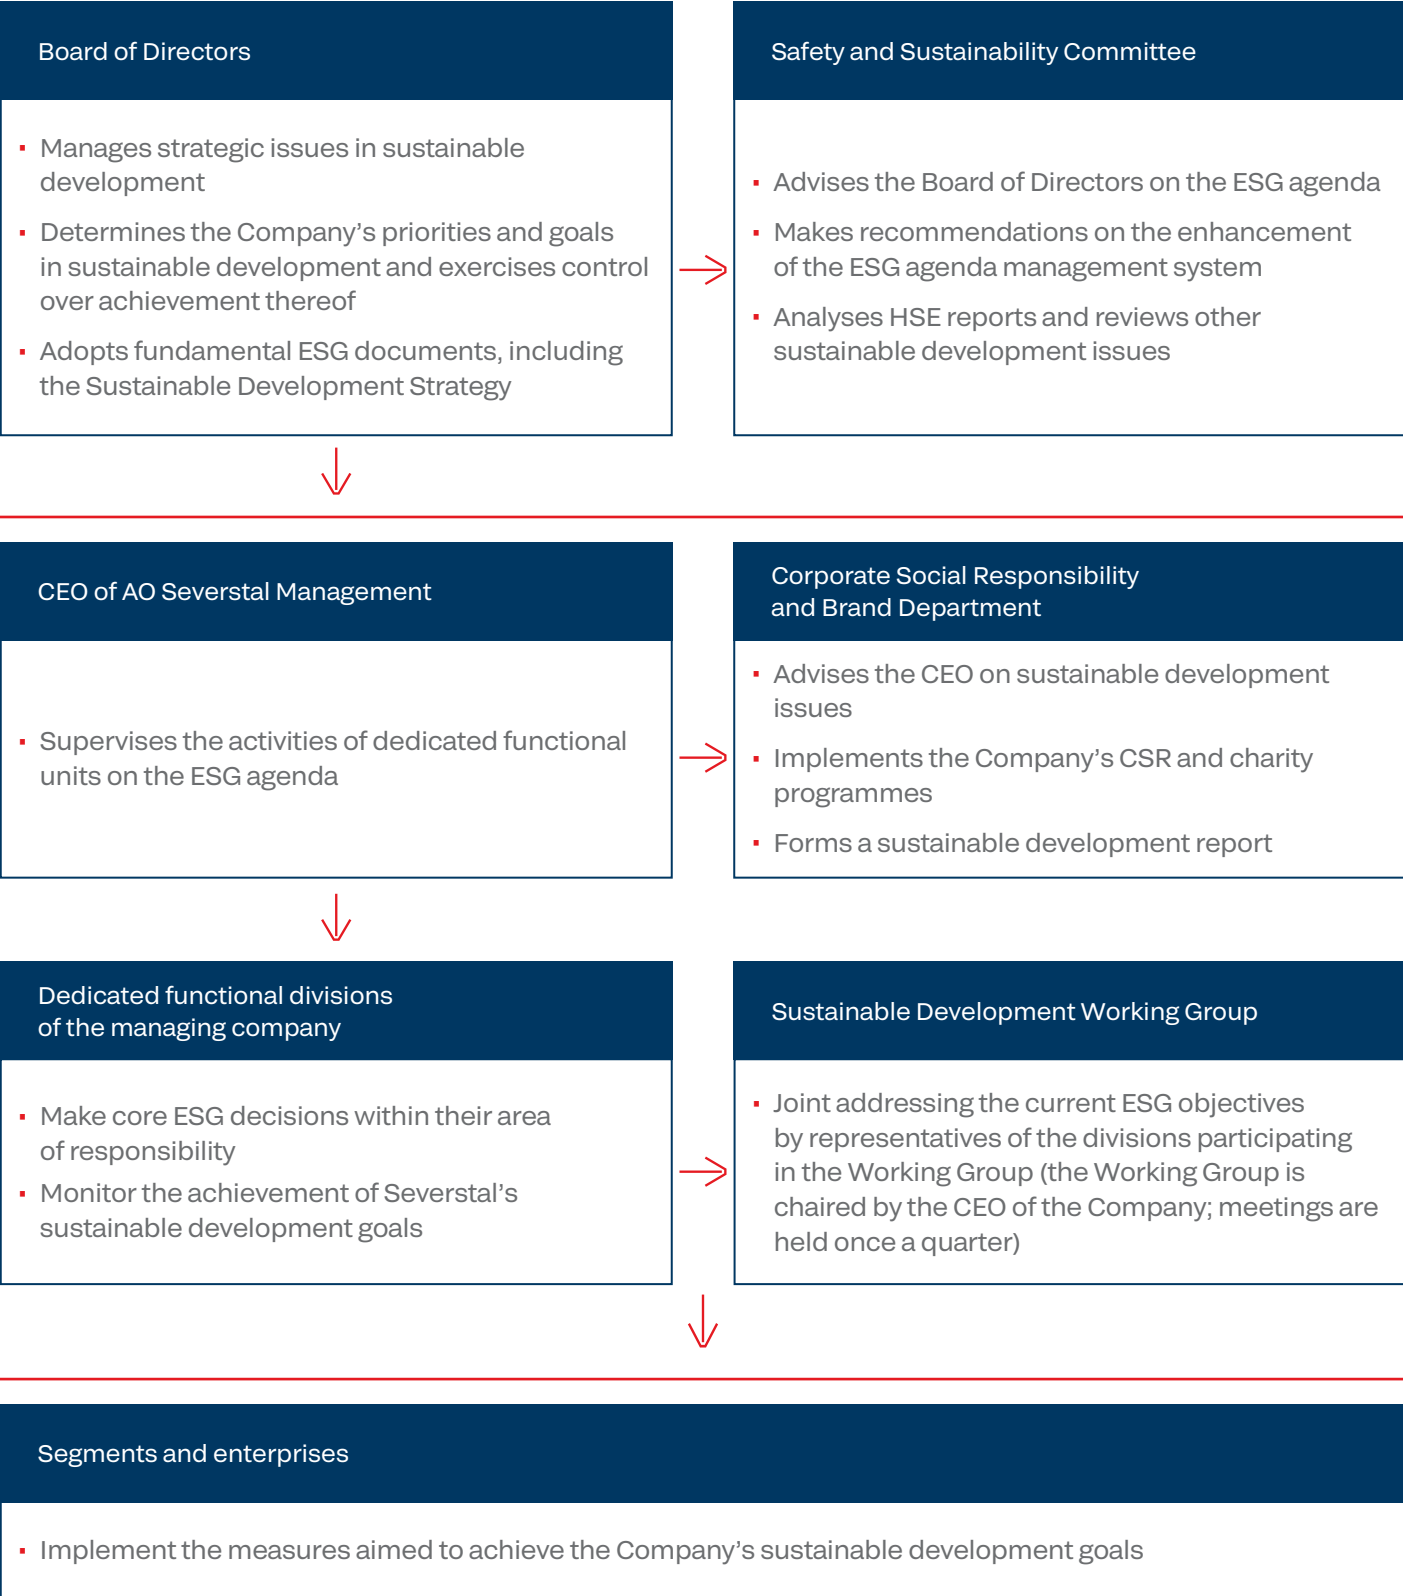 Board of Directors
▪ Manages strategic issues in sustainable
development
▪ Determines the Company’s priorities and goals
in sustainable development and exercises control
over achievement thereof
▪ Adopts fundamental ESG documents, including
the Sustainable Development Strategy
Safety and Sustainability Committee
▪ Advises the Board of Directors on the ESG agenda
▪ Makes recommendations on the enhancement
of the ESG agenda management system
▪ Analyses HSE reports and reviews other
sustainable development issues
CEO of AO Severstal Management
▪ Supervises the activities of dedicated functional
units on the ESG agenda
Corporate Social Responsibility
and Brand Department
▪ Advises the CEO on sustainable development
issues
▪ Implements the Company’s CSR and charity
programmes
▪ Forms a sustainable development report
Dedicated functional divisions
of the managing company
▪ Make core ESG decisions within their area
of responsibility
▪ Monitor the achievement of Severstal’s
sustainable development goals
Sustainable Development Working Group
▪ Joint addressing the current ESG objectives
by representatives of the divisions participating
in the Working Group (the Working Group is
chaired by the CEO of the Company; meetings are
held once a quarter)
Segments and enterprises
▪ Implement the measures aimed to achieve the Company’s sustainable development goals